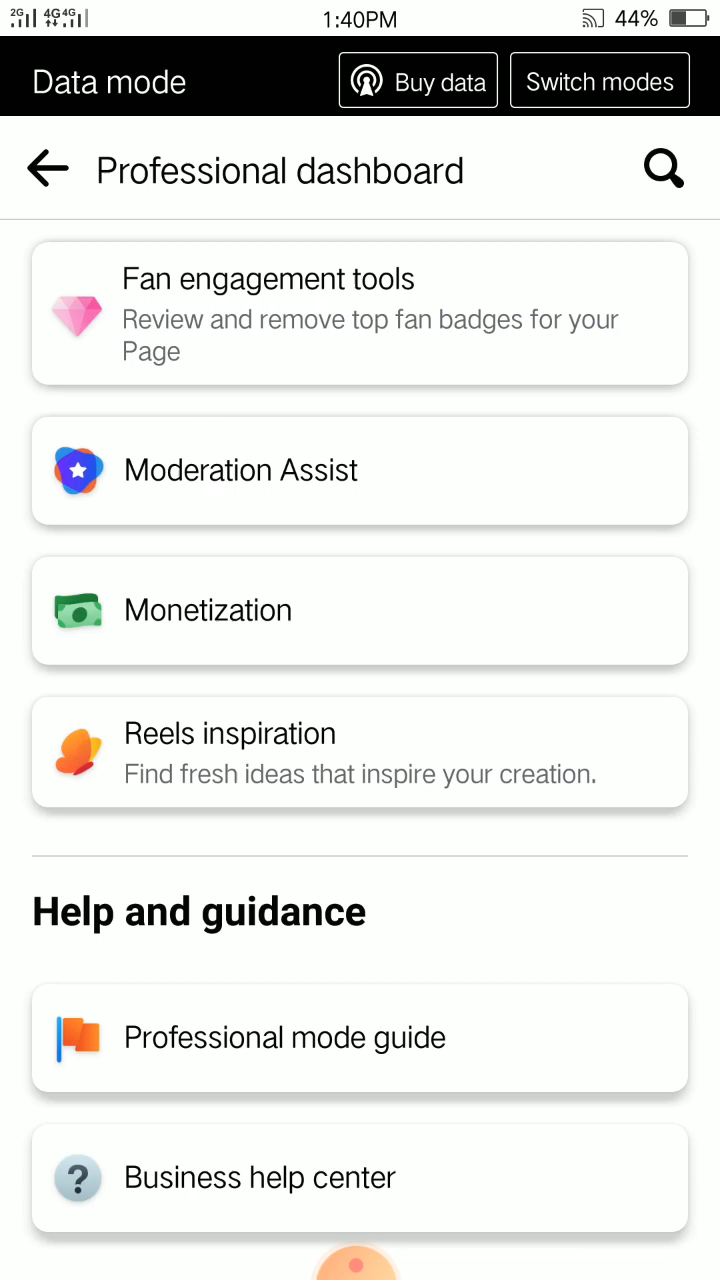 2G 4G 4G 1:40PM 44%
Data mode Buy data Switch modes
Professional dashboard
Fan engagement tools
Review and remove top fan badges for your
Page
Moderation Assist
Monetization
Reels inspiration
Find fresh ideas that inspire your creation.
Help and guidance
Professional mode guide
? Business help center